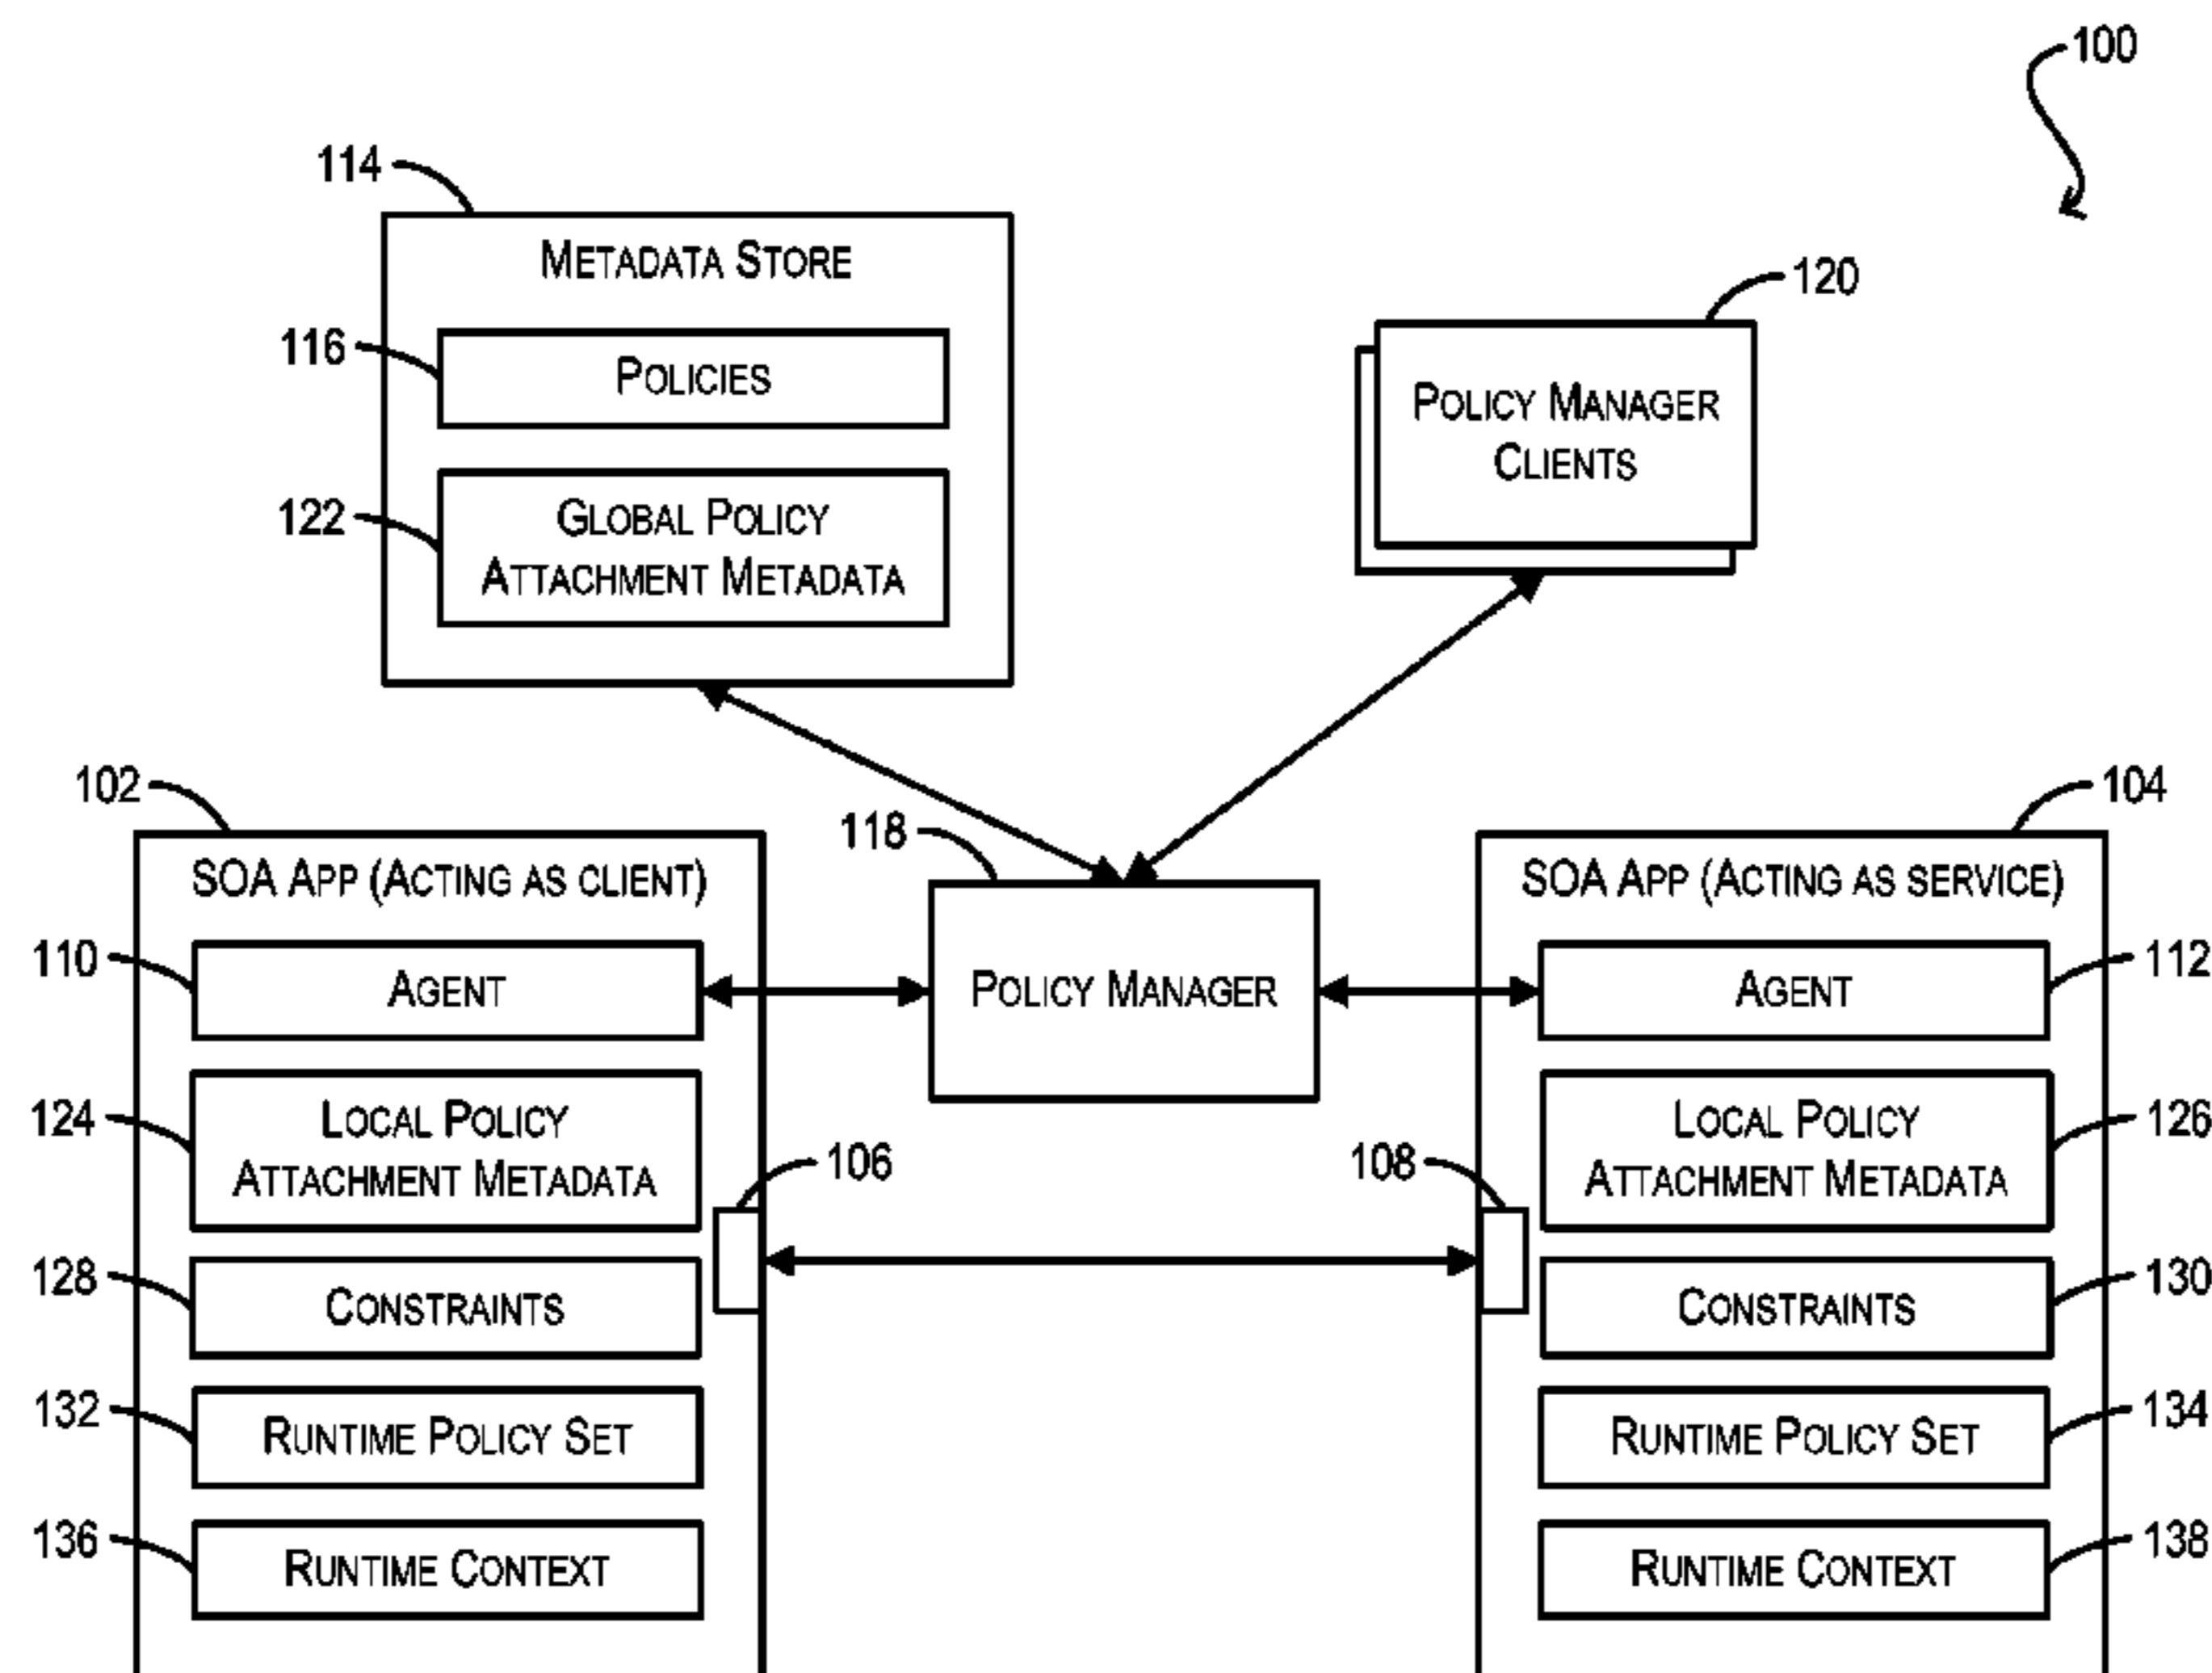 100
114
METADATA STORE
120
116
POLICIES
POLICY MANAGER
CLIENTS
122
GLOBAL POLICY
ATTACHMENT METADATA
102
104
118
SOA APP (ACTING AS CLIENT)
SOA APP (ACTING AS SERVICE)
110
AGENT
POLICY MANAGER
AGENT
112
124
LOCAL POLICY
ATTACHMENT METADATA
106
108
LOCAL POLICY
ATTACHMENT METADATA
126
128
CONSTRAINTS
CONSTRAINTS
130
132
RUNTIME POLICY SET
RUNTIME POLICY SET
134
136
RUNTIME CONTEXT
RUNTIME CONTEXT
138